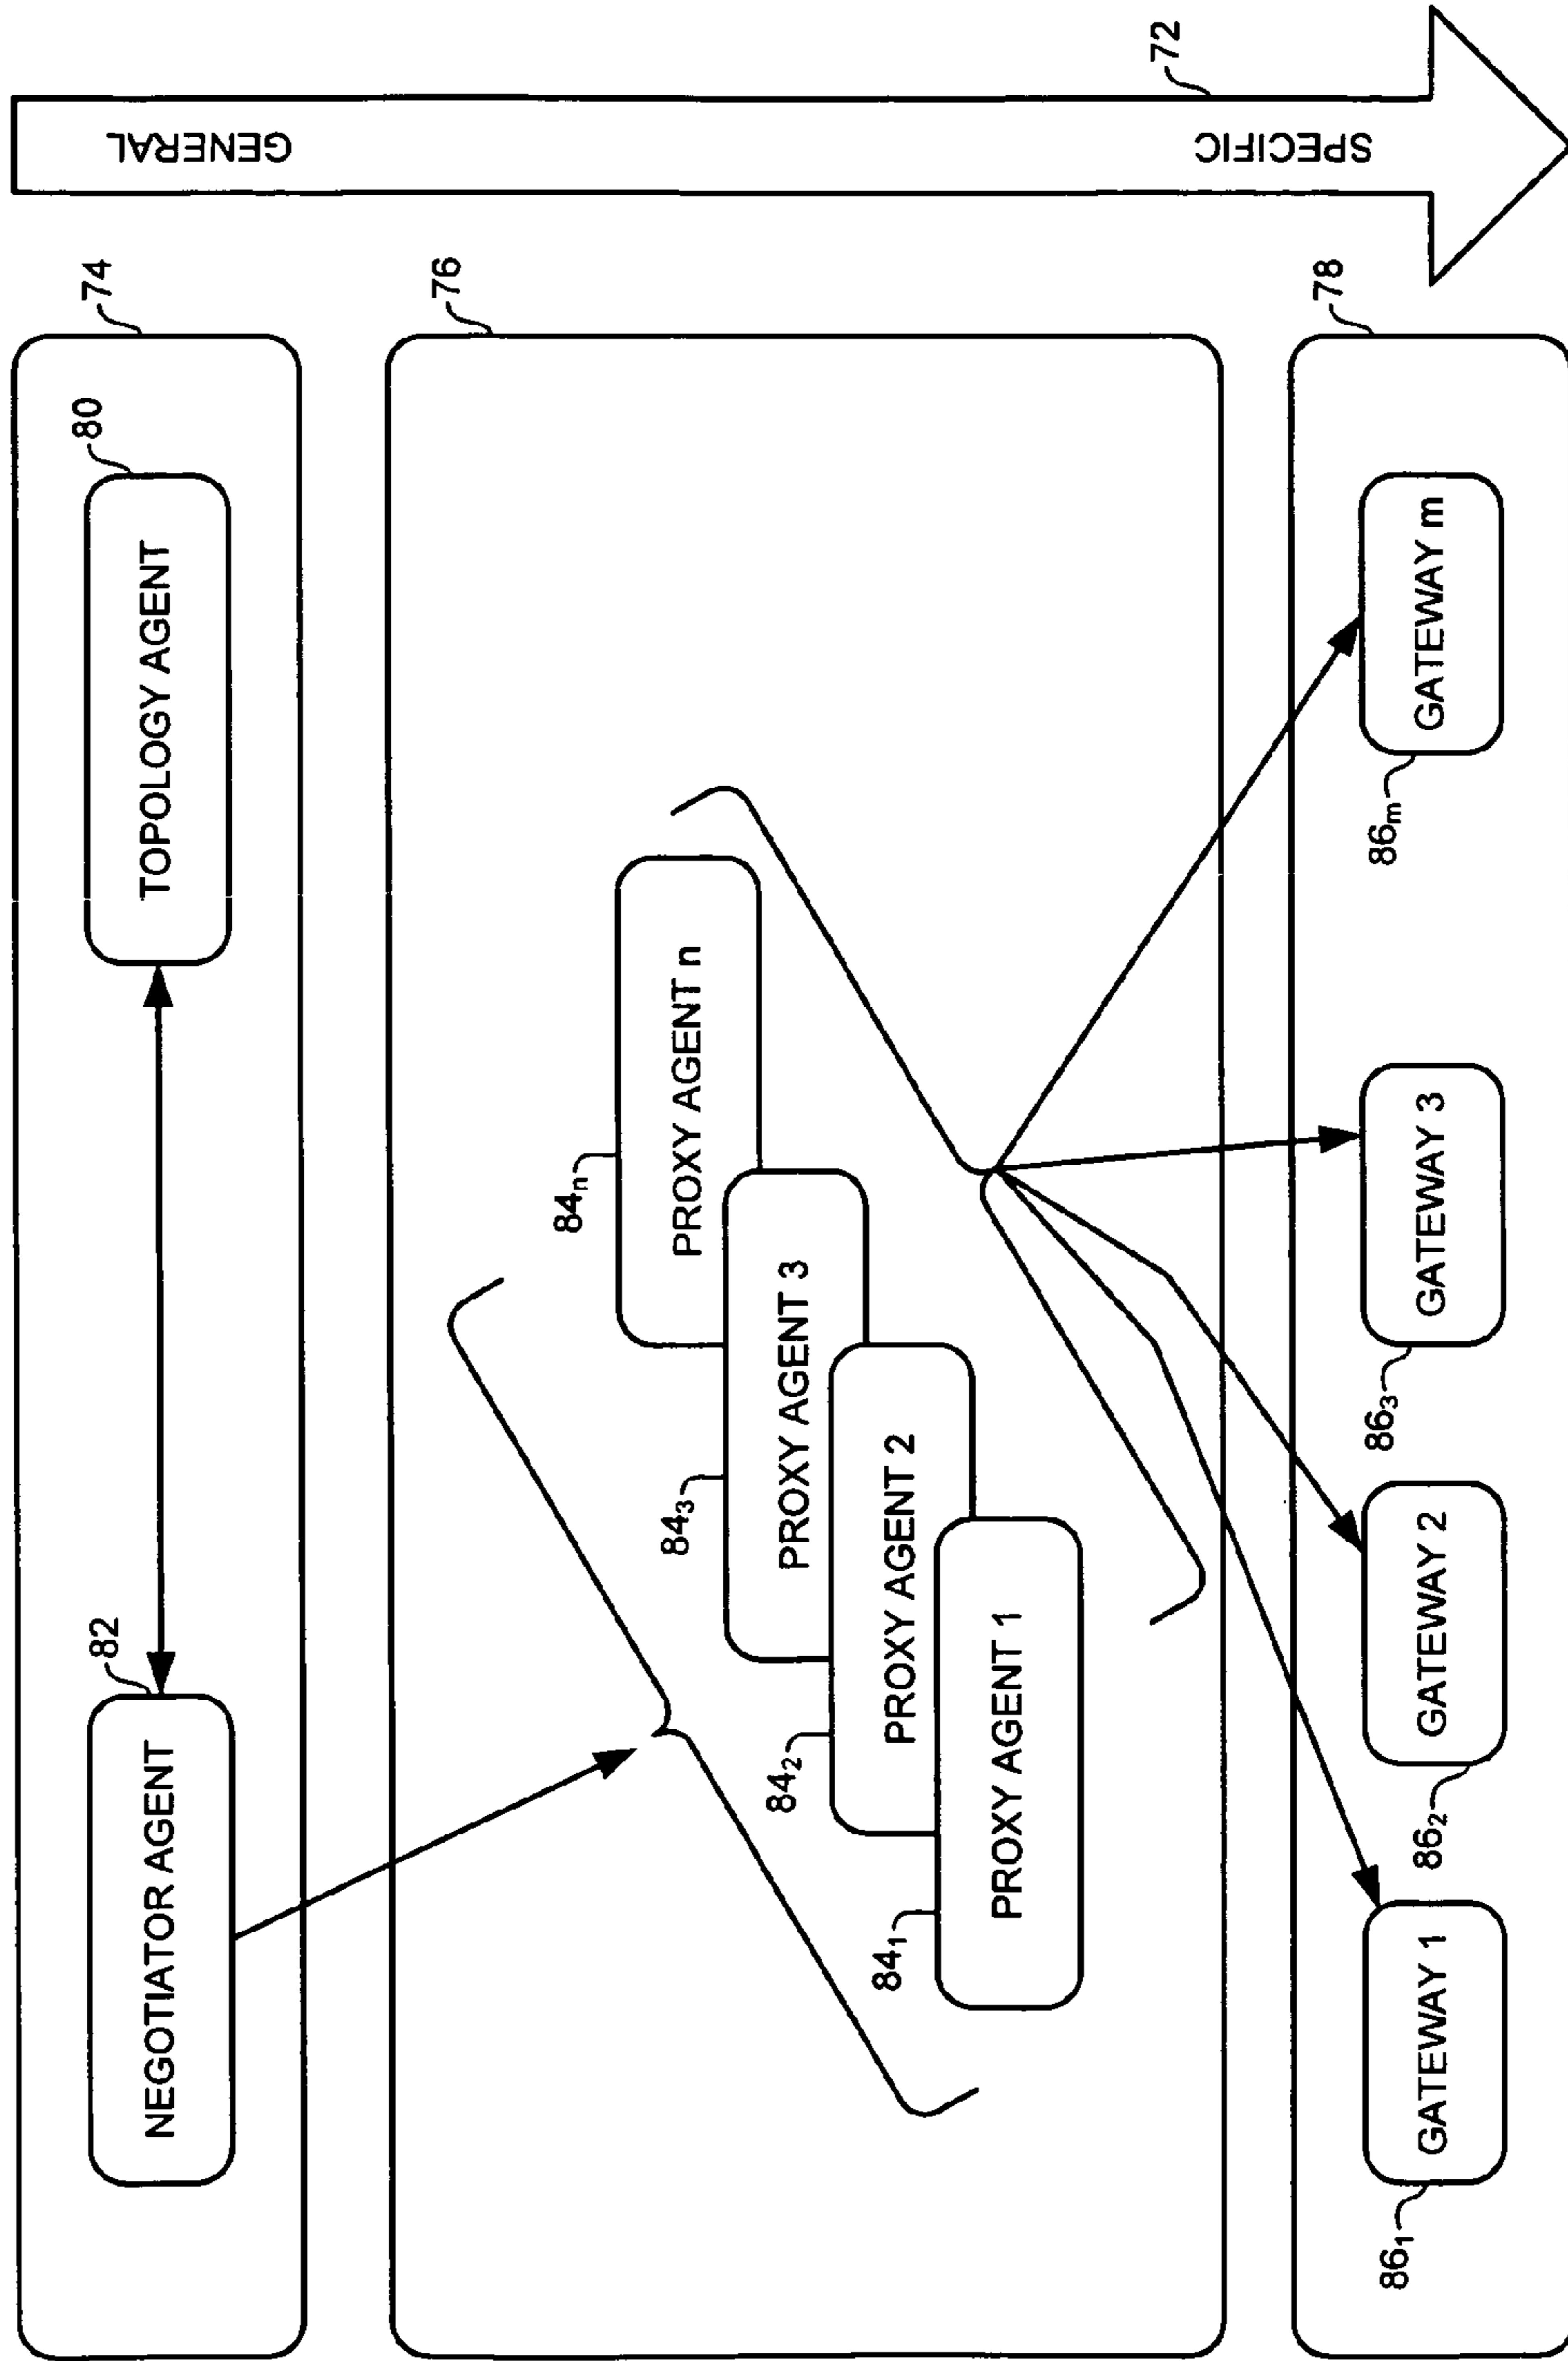 74
80
TOPOLOGY AGENT
82
NEGOTIATOR AGENT
GENERAL
72
SPECIFIC
76
84n
PROXY AGENT n
843
PROXY AGENT 3
842
PROXY AGENT 2
841
PROXY AGENT 1
78
GATEWAY 1
861
GATEWAY 2
862
GATEWAY 3
863
GATEWAY m
86m